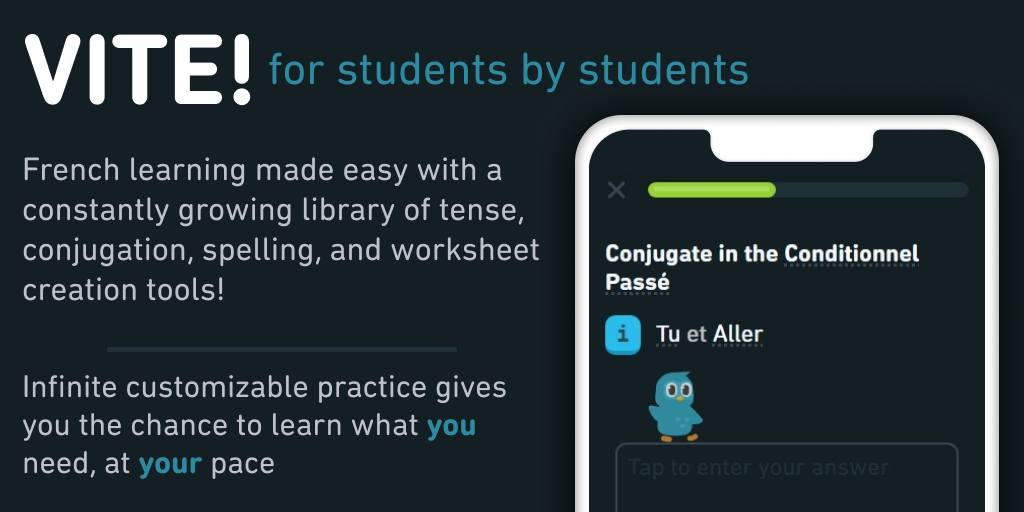 VITE! for students by students
French learning made easy with a
constantly growing library of tense,
conjugation, spelling, and worksheet
creation tools!
Infinite customizable practice gives
you the chance to learn what you
need, at your pace
Conjugate in the Conditionnel
Passé
i Tu et Aller
Tap to enter your answer